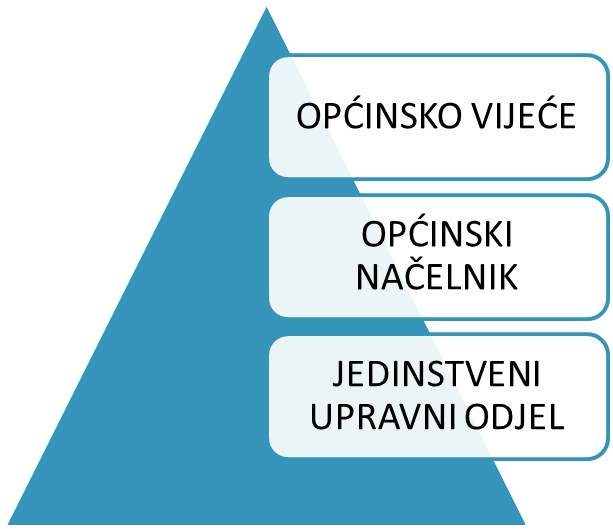 OPĆINSKO VIJEĆE
OPĆINSKI
NAČELNIK
JEDINSTVENI
UPRAVNI ODJEL